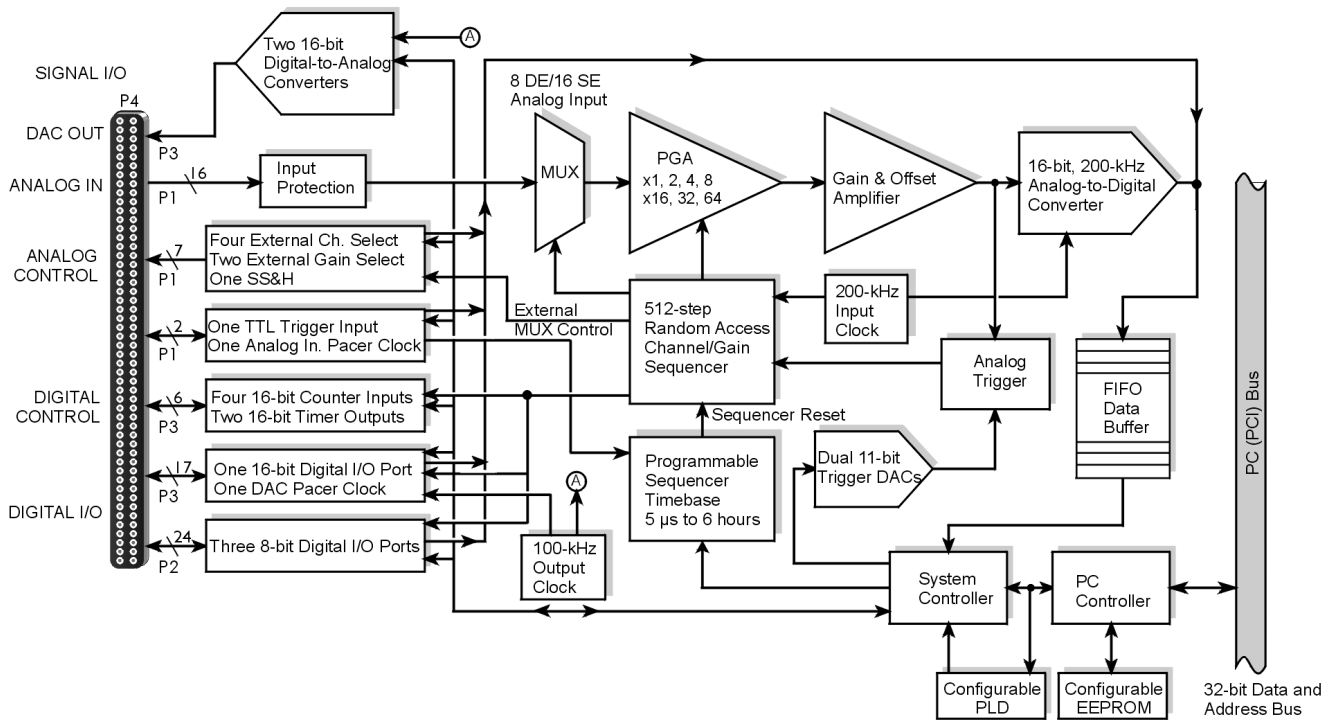 SIGNAL I/O
P4
DAC OUT
P3
ANALOG IN
16
P1
ANALOG
CONTROL
7
P1
2
P1
DIGITAL
CONTROL
6
P3
17
P3
DIGITAL I/O
24
P2
Two 16-bit
Digital-to-Analog
Converters
A
Input
Protection
Four External Ch. Select
Two External Gain Select
One SS&H
One TTL Trigger Input
One Analog In. Pacer Clock
Four 16-bit Counter Inputs
Two 16-bit Timer Outputs
One 16-bit Digital I/O Port
One DAC Pacer Clock
Three 8-bit Digital I/O Ports
8 DE/16 SE
Analog Input
MUX
PGA
x1, 2, 4, 8
x16, 32, 64
Gain & Offset
Amplifier
16-bit, 200-kHz
Analog-to-Digital
Converter
External
MUX Control
512-step
Random Access
Channel/Gain
Sequencer
200-kHz
Input
Clock
Analog
Trigger
FIFO
Data
Buffer
Sequencer Reset
Programmable
Sequencer
Timebase
5 µs to 6 hours
Dual 11-bit
Trigger DACs
A
100-kHz
Output
Clock
System
Controller
PC
Controller
Configurable
PLD
Configurable
EEPROM
PC (PCI) Bus
32-bit Data and
Address Bus